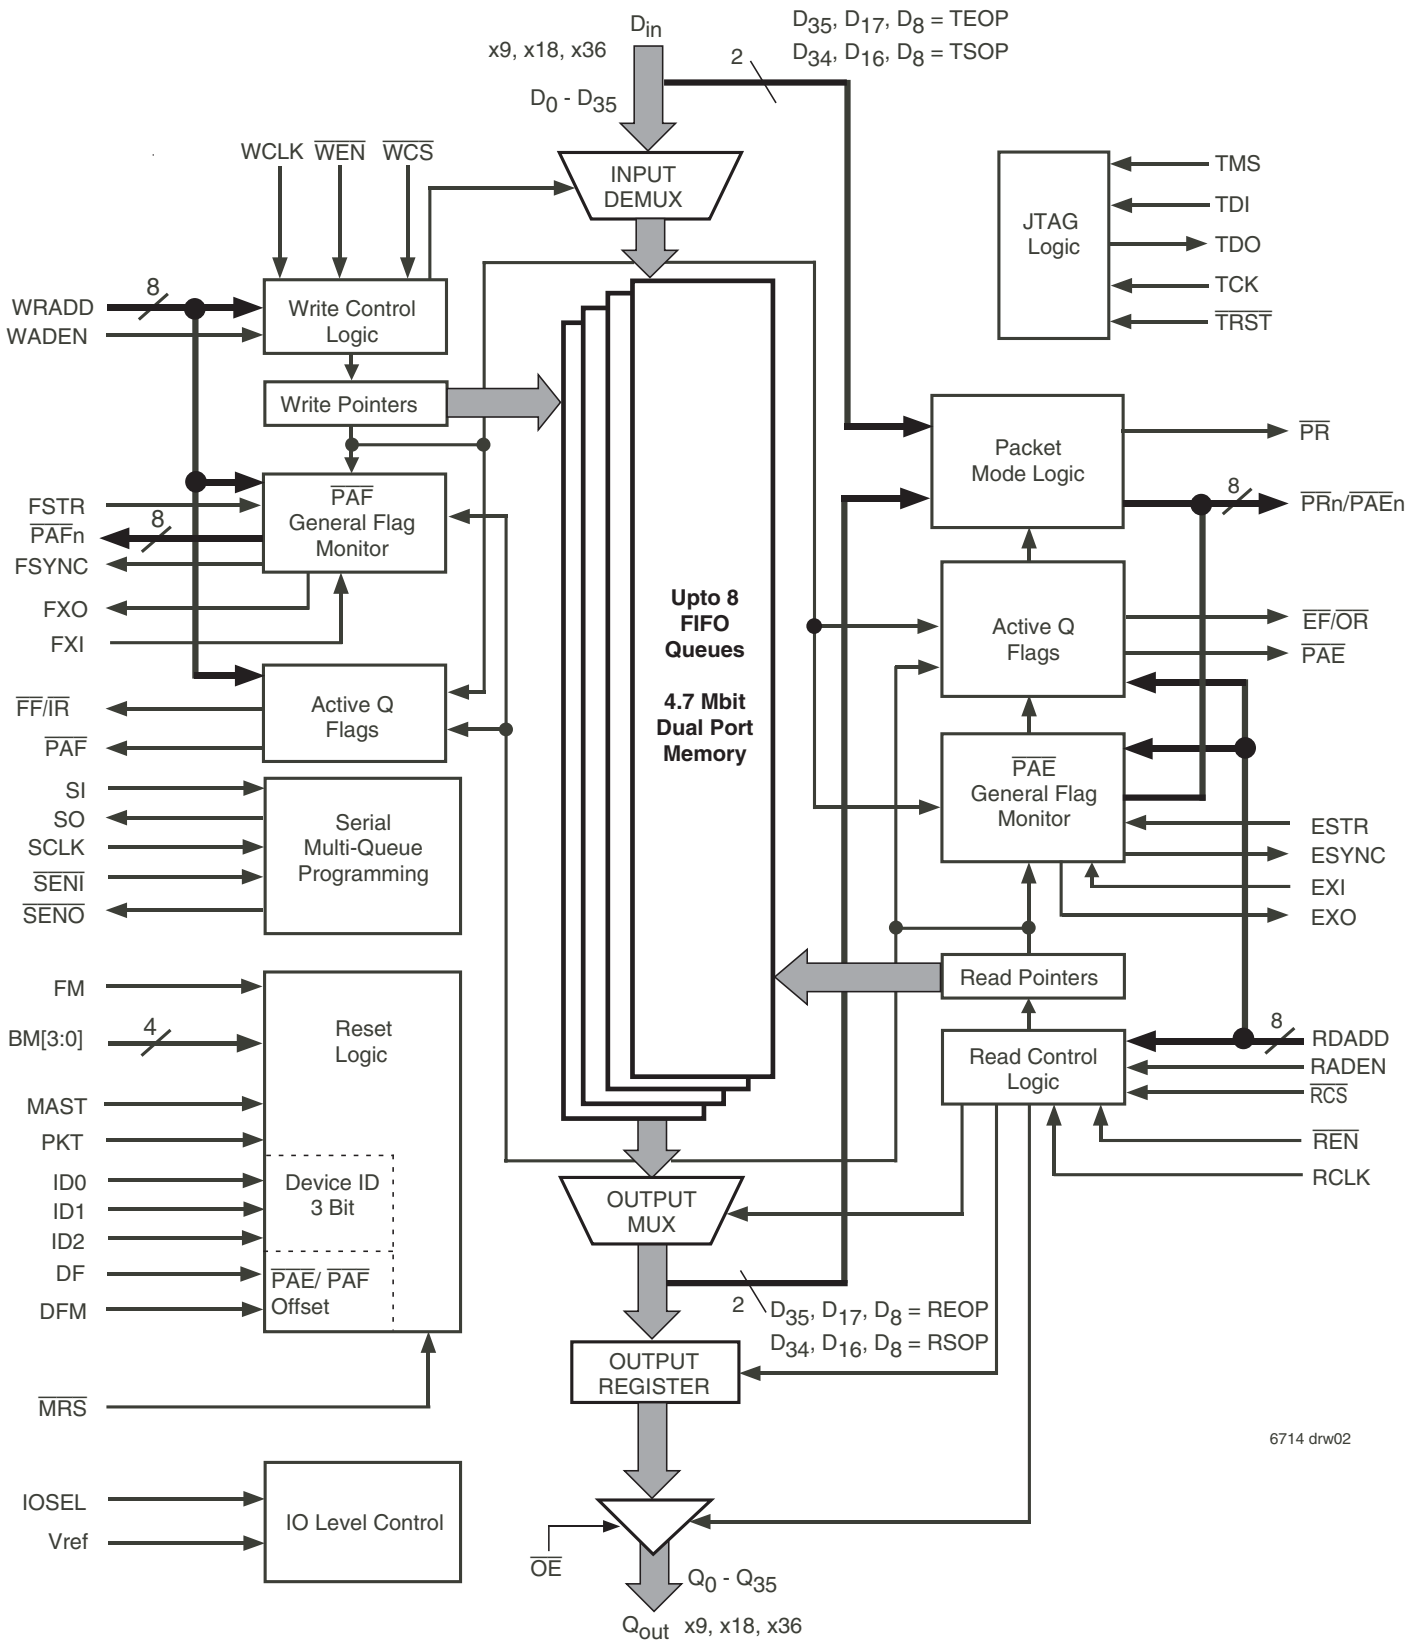 Din
x9, x18, x36
D0 - D35
2
D35, D17, D8 = TEOP
D34, D16, D8 = TSOP
WCLK WEN WCS
INPUT
DEMUX
JTAG
Logic
TMS
TDI
TDO
TCK
TRST
WRADD
8
WADEN
Write Control
Logic
Write Pointers
FSTR
PAFn
8
FSYNC
FXO
FXI
PAF
General Flag
Monitor
FF/IR
PAF
Active Q
Flags
SI
SO
SCLK
SENI
SENO
Serial
Multi-Queue
Programming
Upto 8
FIFO
Queues
4.7 Mbit
Dual Port
Memory
Packet
Mode Logic
PR
8
PRn/PAEn
Active Q
Flags
EF/OR
PAE
PAE
General Flag
Monitor
ESTR
ESYNC
EXI
EXO
Read Pointers
Read Control
Logic
8
RDADD
RADEN
RCS
REN
RCLK
FM
BM[3:0]
4
MAST
PKT
ID0
ID1
ID2
DF
DFM
Reset
Logic
Device ID
3 Bit
PAE/ PAF
Offset
MRS
OUTPUT
MUX
2
D35, D17, D8 = REOP
D34, D16, D8 = RSOP
OUTPUT
REGISTER
6714 drw02
IOSEL
Vref
IO Level Control
OE
Q0 - Q35
Qout x9, x18, x36